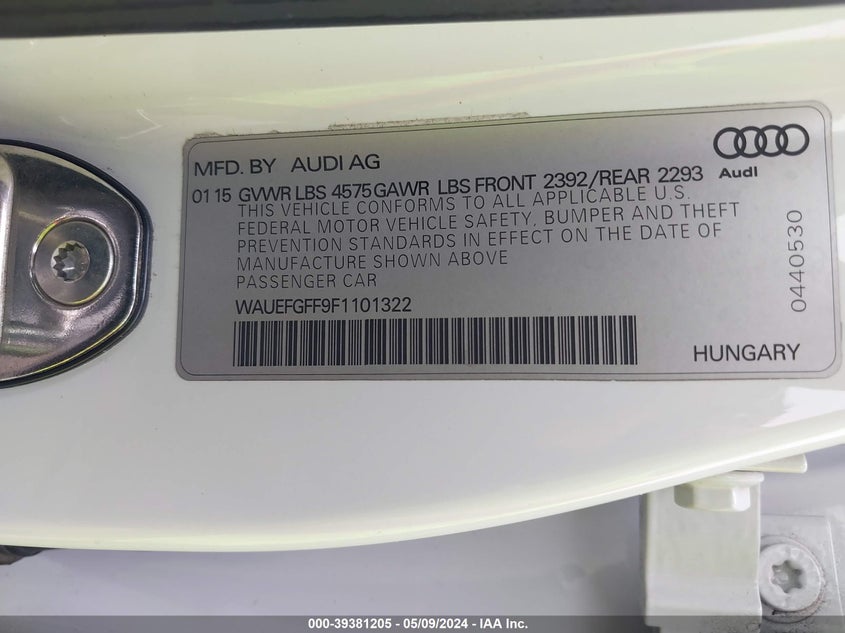 MFD. BY AUDI AG
Audi
01 15 GVWR LBS 4575 GAWR LBS FRONT 2392/REAR 2293
THIS VEHICLE CONFORMS TO ALL APPLICABLE U.S.
FEDERAL MOTOR VEHICLE SAFETY, BUMPER AND THEFT
PREVENTION STANDARDS IN EFFECT ON THE DATE OF
MANUFACTURE SHOWN ABOVE
PASSENGER CAR
WAUEFGFF9F1101322
0440530
HUNGARY
000-39381205 - 05/09/2024 - IAA Inc.